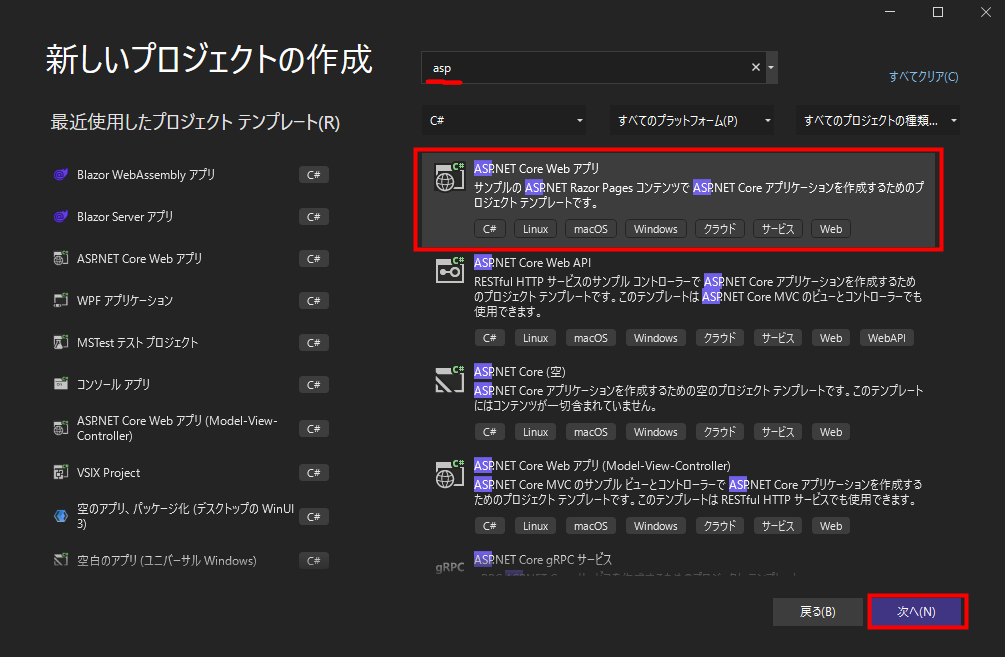 新しいプロジェクトの作成
asp
すべてクリア(C)
最近使用したプロジェクト テンプレート(R)
C#
すべてのプラットフォーム(P)
すべてのプロジェクトの種類...
Blazor WebAssembly アプリ
C#
Blazor Server アプリ
C#
ASP.NET Core Web アプリ
C#
WPF アプリケーション
C#
MSTest テスト プロジェクト
C#
コンソール アプリ
C#
ASP.NET Core Web アプリ (Model-View-
Controller)
C#
VSIX Project
C#
空のアプリ、パッケージ化 (デスクトップの WinUI
3)
C#
空白のアプリ (ユニバーサル Windows)
C#
ASP.NET Core Web アプリ
サンプルの ASP.NET Razor Pages コンテンツで ASP.NET Core アプリケーションを作成するためのプ
ロジェクト テンプレートです。
C# Linux macOS Windows クラウド サービス Web
ASP.NET Core Web API
RESTful HTTP サービスのサンプル コントローラーで ASP.NET Core アプリケーションを作成するため
のプロジェクト テンプレートです。このテンプレートは ASP.NET Core MVC のビューとコントローラーでも
使用できます。
C# Linux macOS Windows クラウド サービス Web WebAPI
ASP.NET Core (空)
ASP.NET Core アプリケーションを作成するための空のプロジェクト テンプレートです。このテンプレート
にはコンテンツが一切含まれていません。
C# Linux macOS Windows クラウド サービス Web
ASP.NET Core Web アプリ (Model-View-Controller)
ASP.NET Core MVC のサンプル ビューとコントローラーで ASP.NET Core アプリケーションを作成する
ためのプロジェクト テンプレートです。このテンプレートは RESTful HTTP サービスでも使用できます。
C# Linux macOS Windows クラウド サービス Web
gRPC
ASP.NET Core gRPC サービス
戻る(B)
次へ(N)